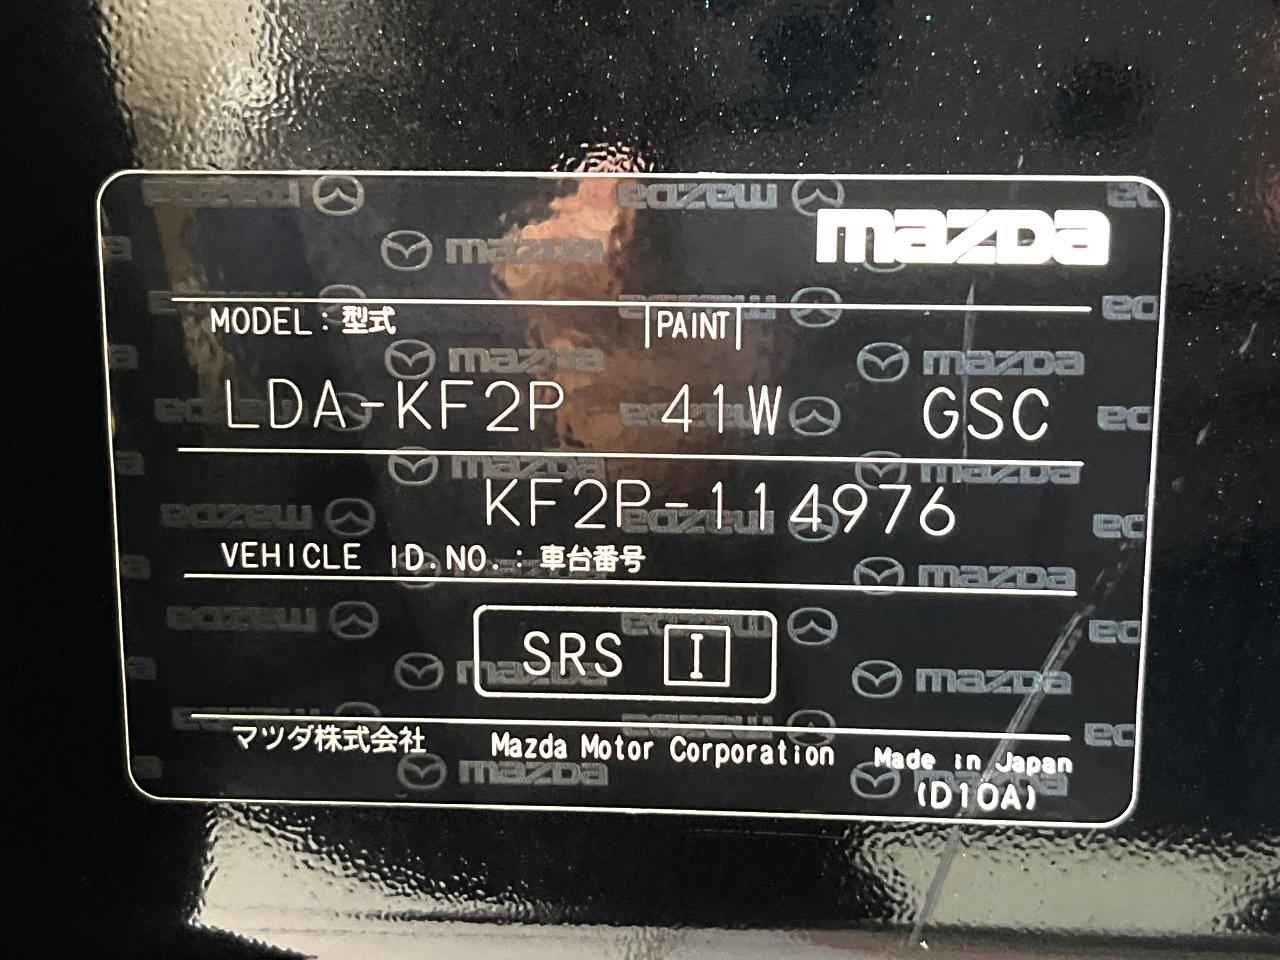 mazda
MODEL：型式 PAINT
LDA-KF2P 41W GSC
KF2P-114976
VEHICLE ID.NO.：車台番号
SRS I
マツダ株式会社 Mazda Motor Corporation Made in Japan
(D10A)